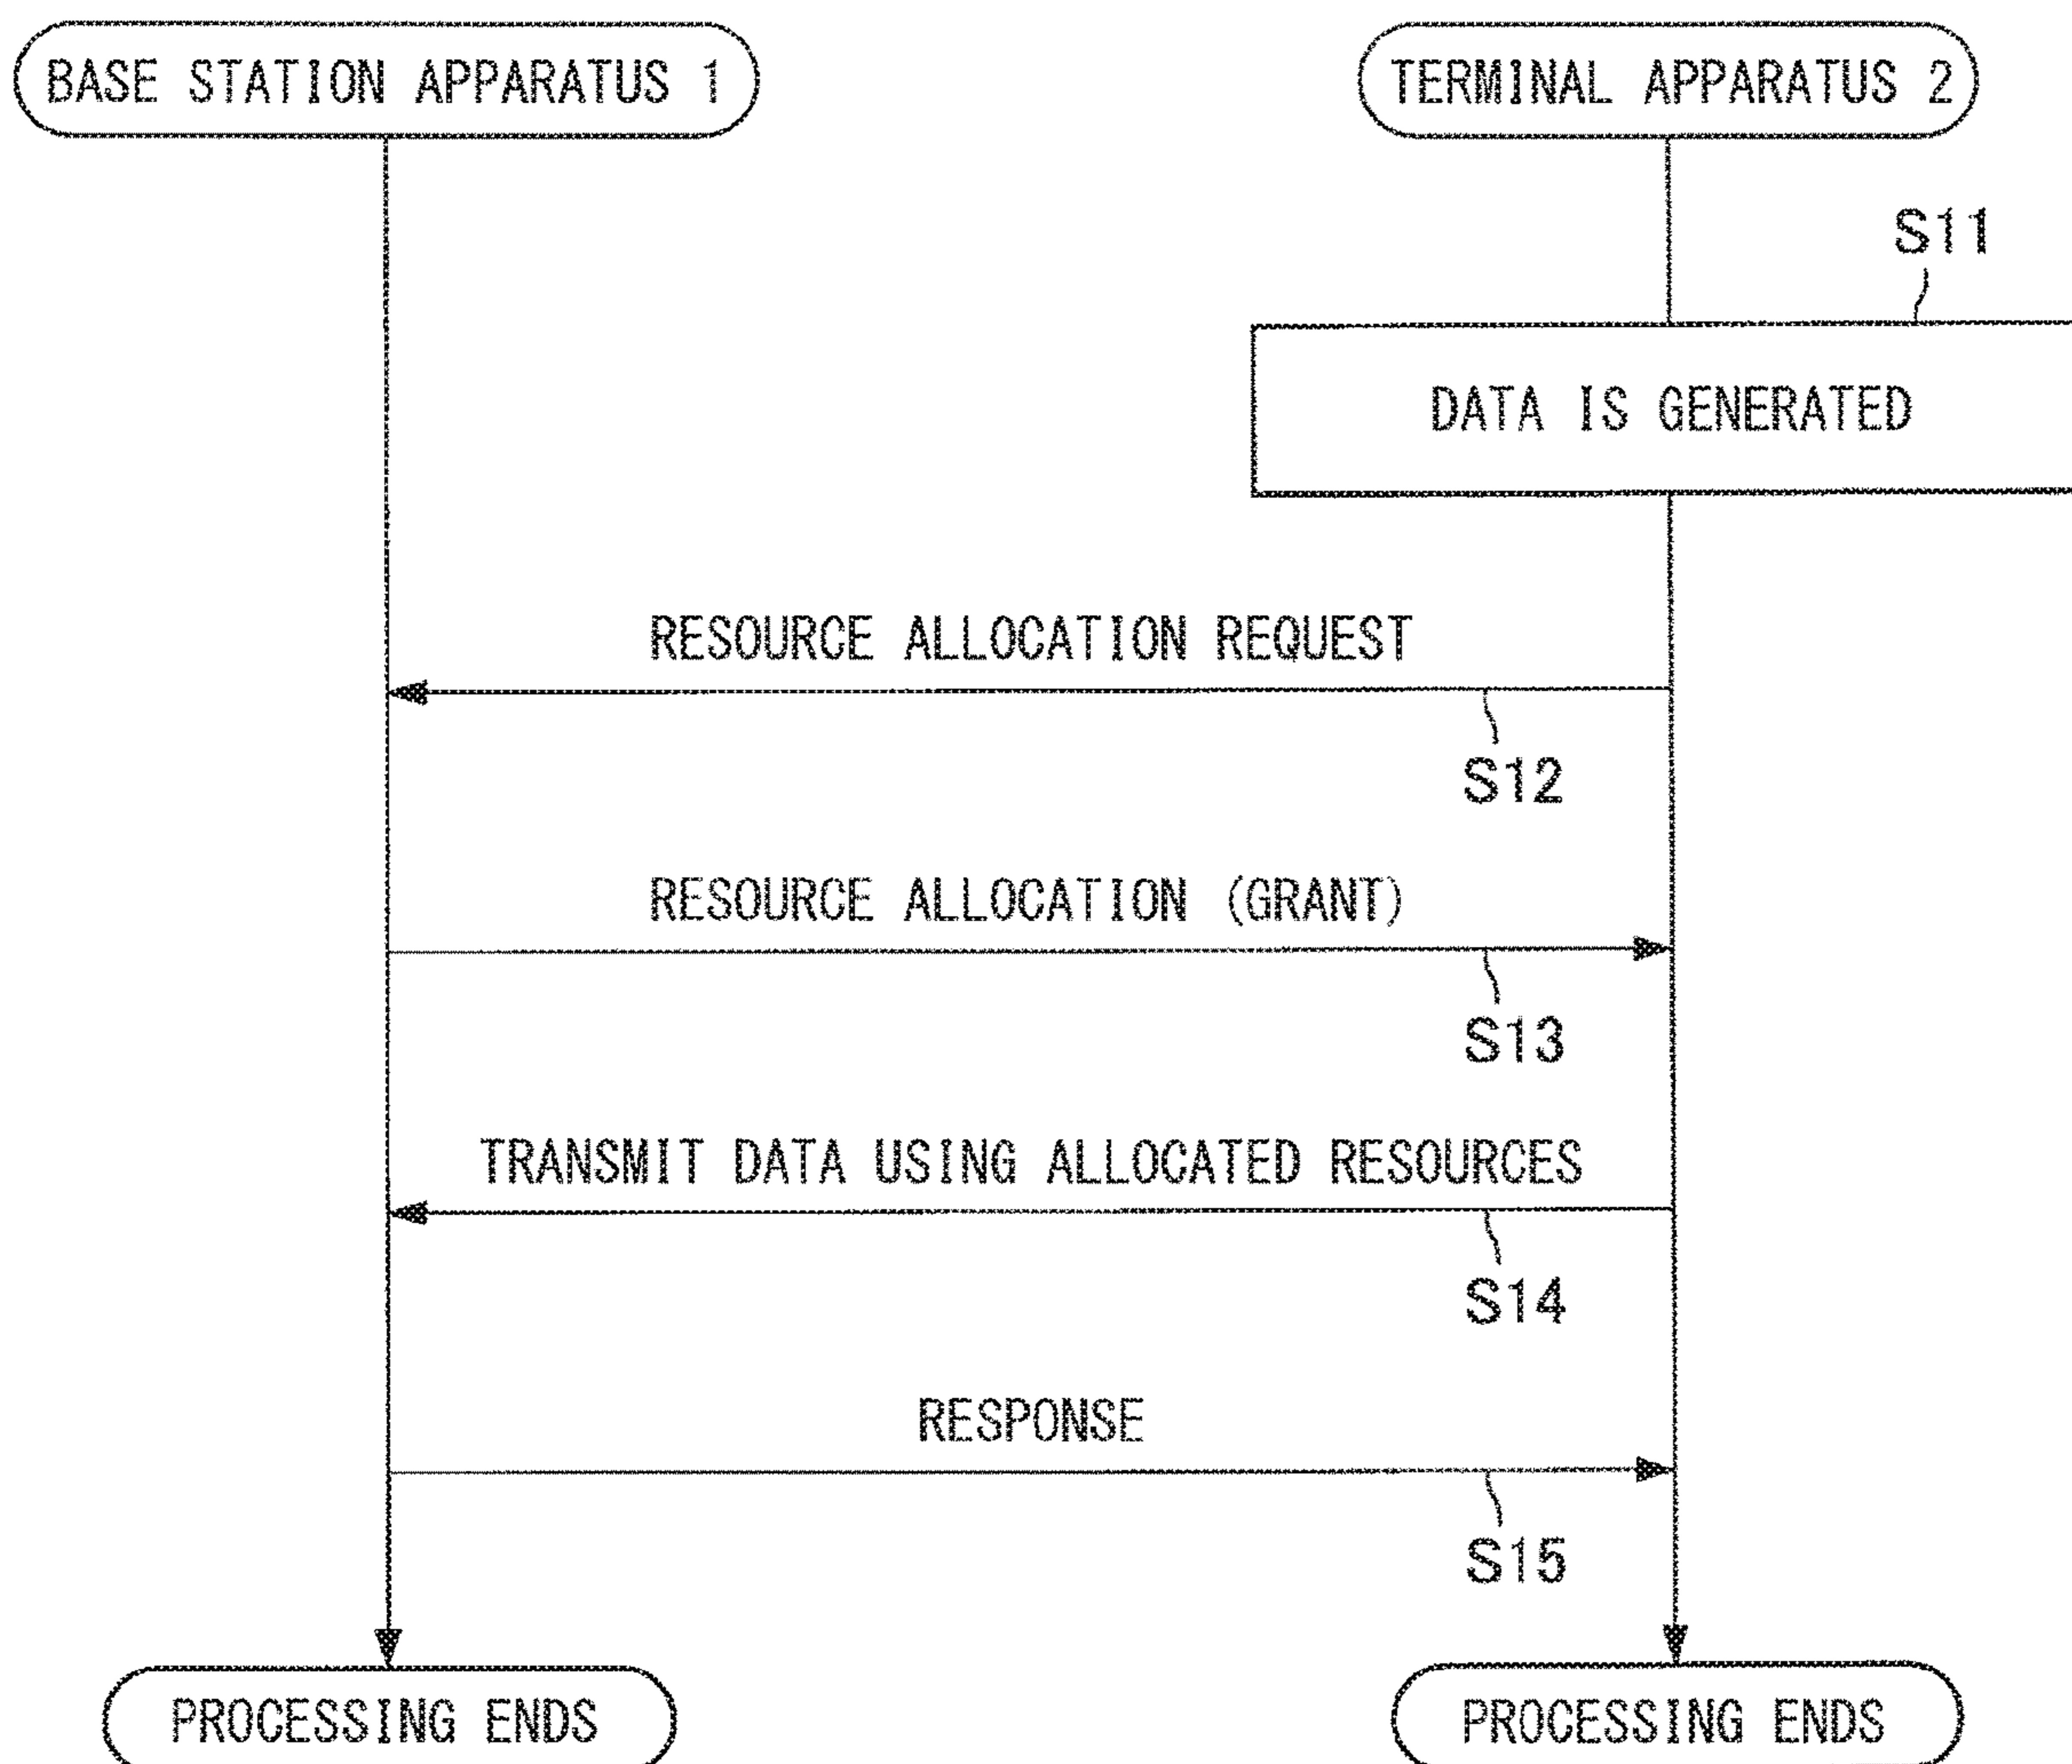 BASE STATION APPARATUS 1
TERMINAL APPARATUS 2
S11
DATA IS GENERATED
RESOURCE ALLOCATION REQUEST
S12
RESOURCE ALLOCATION (GRANT)
S13
TRANSMIT DATA USING ALLOCATED RESOURCES
S14
RESPONSE
S15
PROCESSING ENDS
PROCESSING ENDS